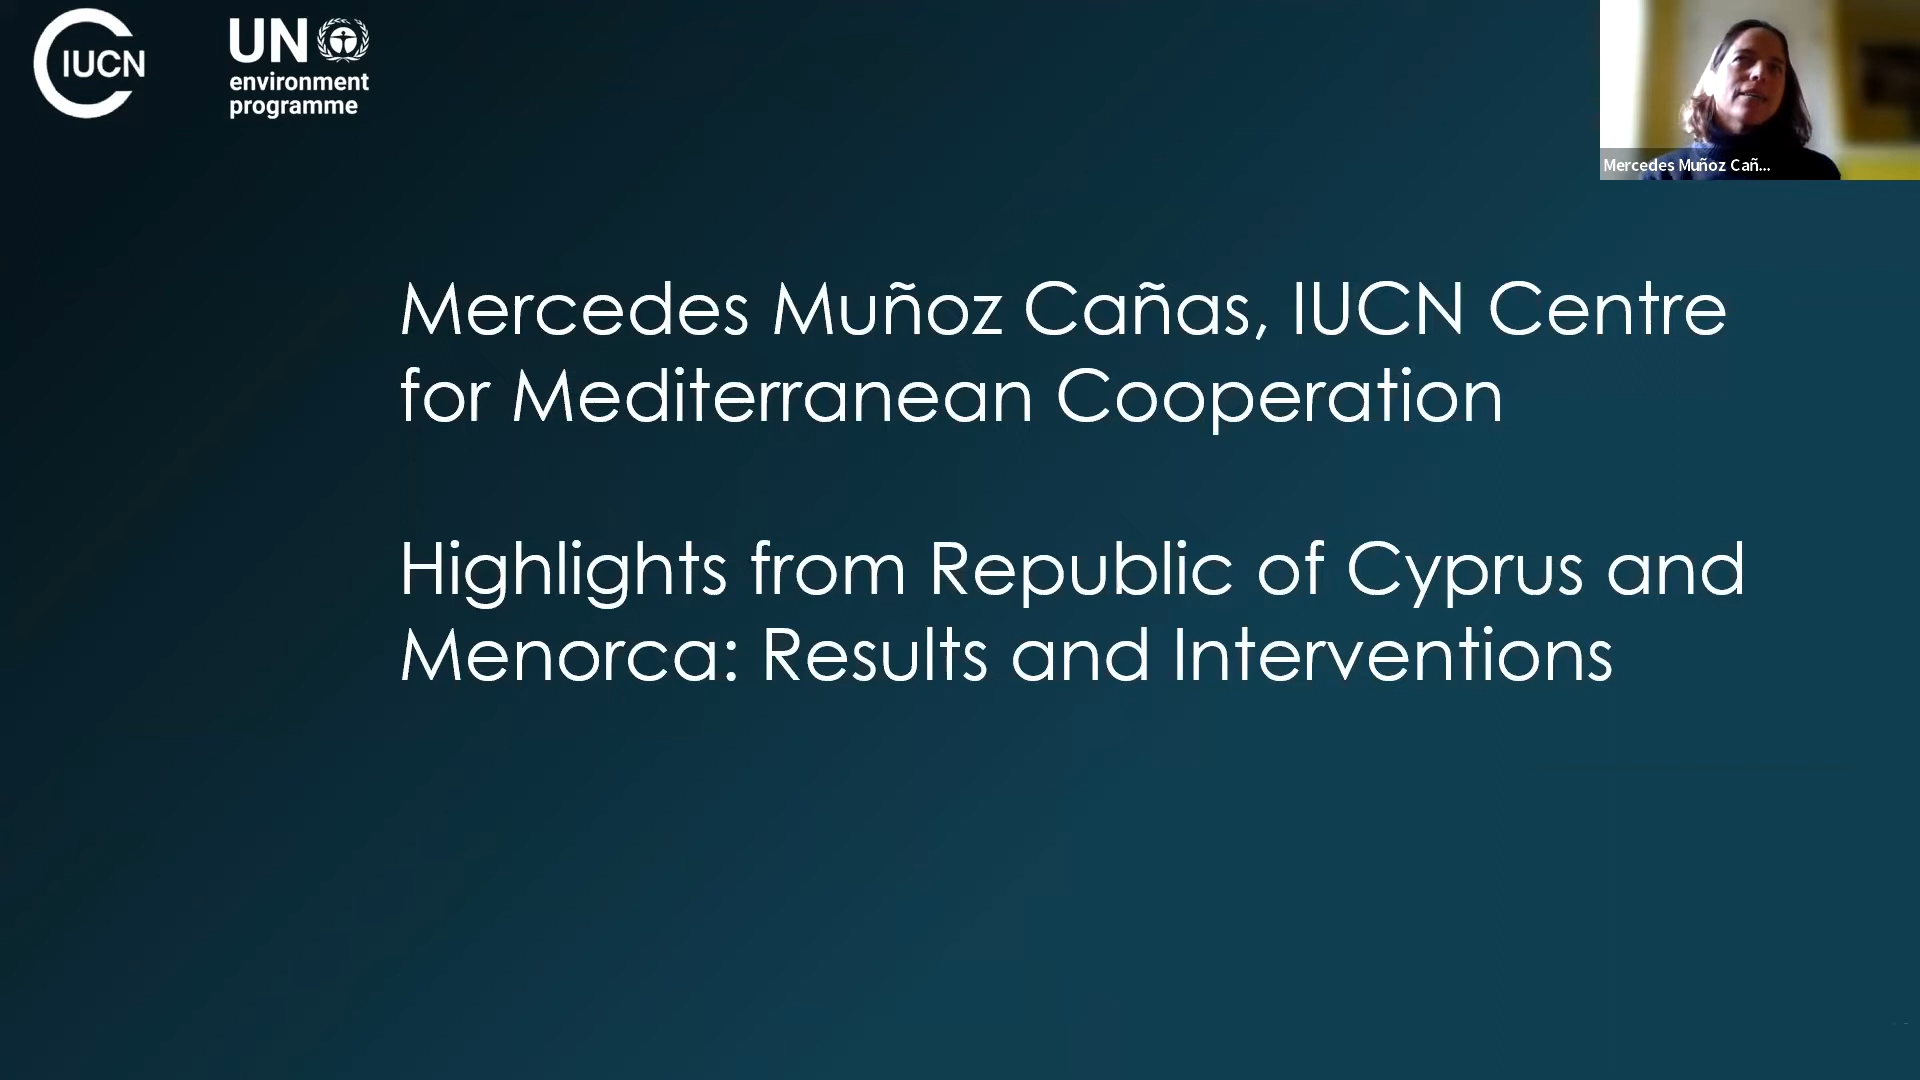 IUCN
UN
environment
programme
Mercedes Muñoz Cañ...
Mercedes Muñoz Cañas, IUCN Centre
for Mediterranean Cooperation
Highlights from Republic of Cyprus and
Menorca: Results and Interventions